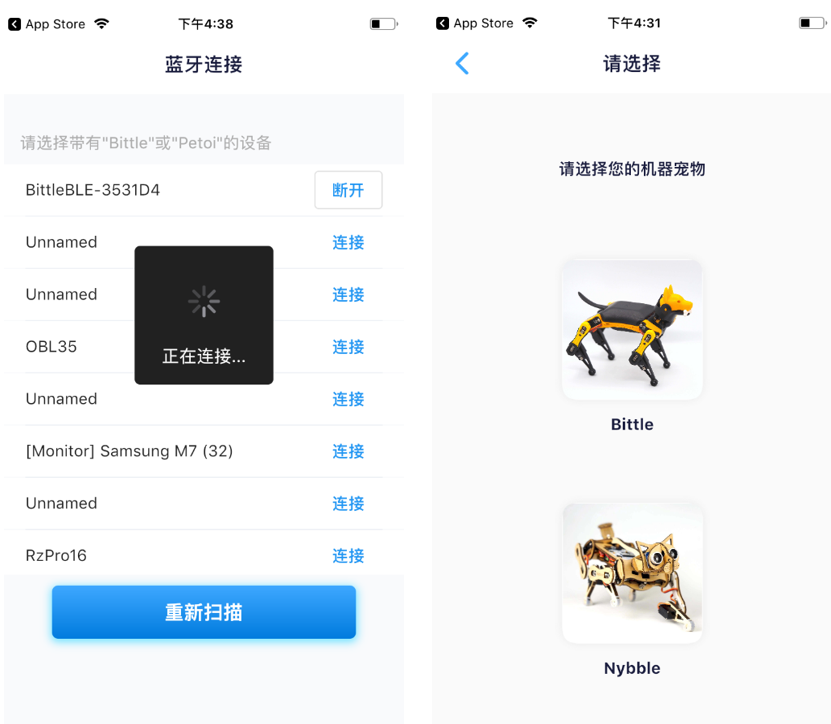 App Store
下午4:38
蓝牙连接
请选择带有"Bittle"或"Petoi"的设备
BittleBLE-3531D4
断开
Unnamed
连接
Unnamed
连接
OBL35
连接
正在连接...
Unnamed
连接
[Monitor] Samsung M7 (32)
连接
Unnamed
连接
RzPro16
连接
重新扫描
App Store
下午4:31
请选择
请选择您的机器宠物
Bittle
Nybble